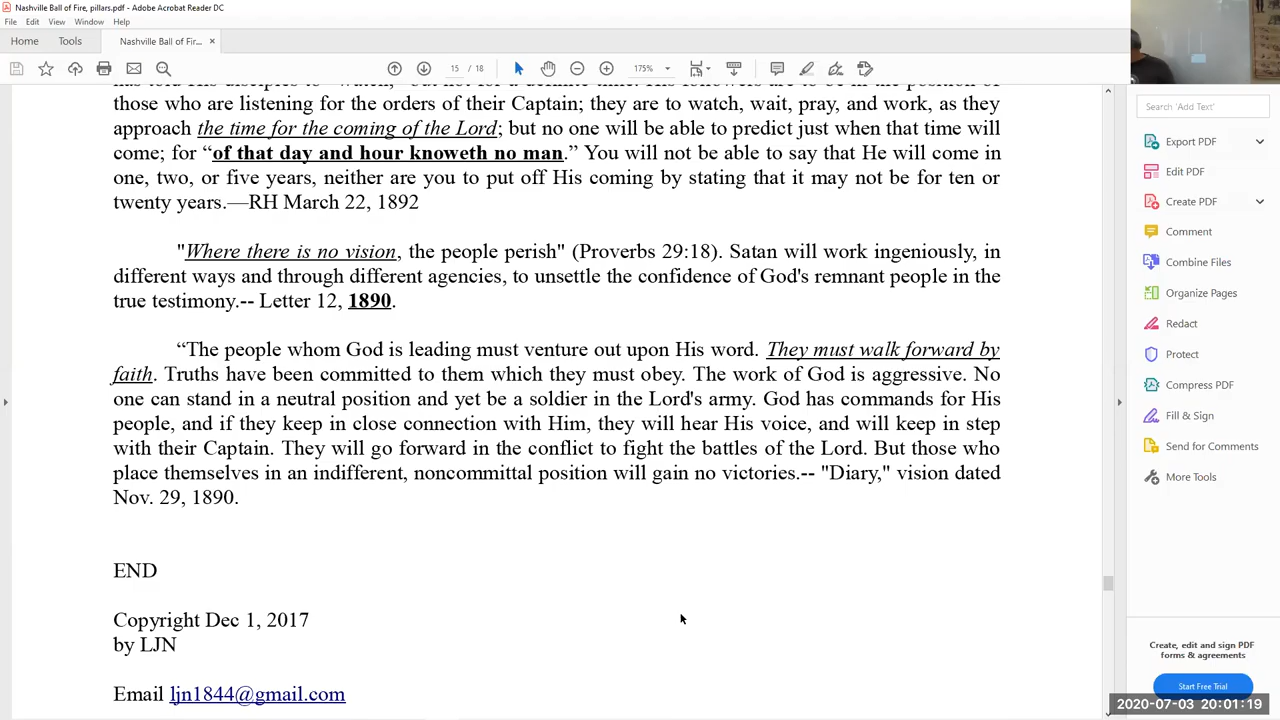 Nashville Ball of Fire, pillars.pdf - Adobe Acrobat Reader DC
File Edit View Window Help
Home Tools Nashville Ball of Fire, pi... ×
15 / 18 175%
those who are listening for the orders of their Captain; they are to watch, wait, pray, and work, as they
approach the time for the coming of the Lord; but no one will be able to predict just when that time will
come; for “of that day and hour knoweth no man.” You will not be able to say that He will come in
one, two, or five years, neither are you to put off His coming by stating that it may not be for ten or
twenty years.—RH March 22, 1892
"Where there is no vision, the people perish" (Proverbs 29:18). Satan will work ingeniously, in
different ways and through different agencies, to unsettle the confidence of God's remnant people in the
true testimony.-- Letter 12, 1890.
“The people whom God is leading must venture out upon His word. They must walk forward by
faith. Truths have been committed to them which they must obey. The work of God is aggressive. No
one can stand in a neutral position and yet be a soldier in the Lord's army. God has commands for His
people, and if they keep in close connection with Him, they will hear His voice, and will keep in step
with their Captain. They will go forward in the conflict to fight the battles of the Lord. But those who
place themselves in an indifferent, noncommittal position will gain no victories.-- "Diary," vision dated
Nov. 29, 1890.
END
Copyright Dec 1, 2017
by LJN
Email ljn1844@gmail.com
Search 'Add Text'
Export PDF
Edit PDF
Create PDF
Comment
Combine Files
Organize Pages
Redact
Protect
Compress PDF
Fill & Sign
Send for Comments
More Tools
Create, edit and sign PDF
forms & agreements
Start Free Trial
2020-07-03 20:01:19